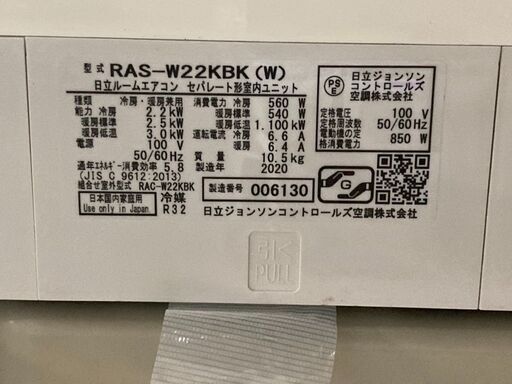 型式 RAS-W22KBK(W)
日立ルームエアコン セパレート形室内ユニット
種類 冷房・暖房兼用
能力 冷房 2.2kW
暖房標準 2.5kW
暖房低温 3.0kW
電源 100 V
50/60Hz
通年エネルギー消費効率 5.8
(JIS C 9612:2013)
組合せ室外型式 RAC-W22KBK
消費電力 冷房 560 W
暖房標準 540 W
暖房低温 1.100kW
運転電流 冷房 6.6 A
暖房 6.4 A
質量 10.5kg
製造年 2020
日本国内家庭用
Use only in Japan.
冷媒
R32
製造番号 006130
日立ジョンソンコントロールズ空調株式会社
PS
E
日立ジョンソン
コントロールズ
空調株式会社
定格電圧 100 V
定格周波数 50/60Hz
電動機の定
格消費電力 850 W
G
引く
PULL